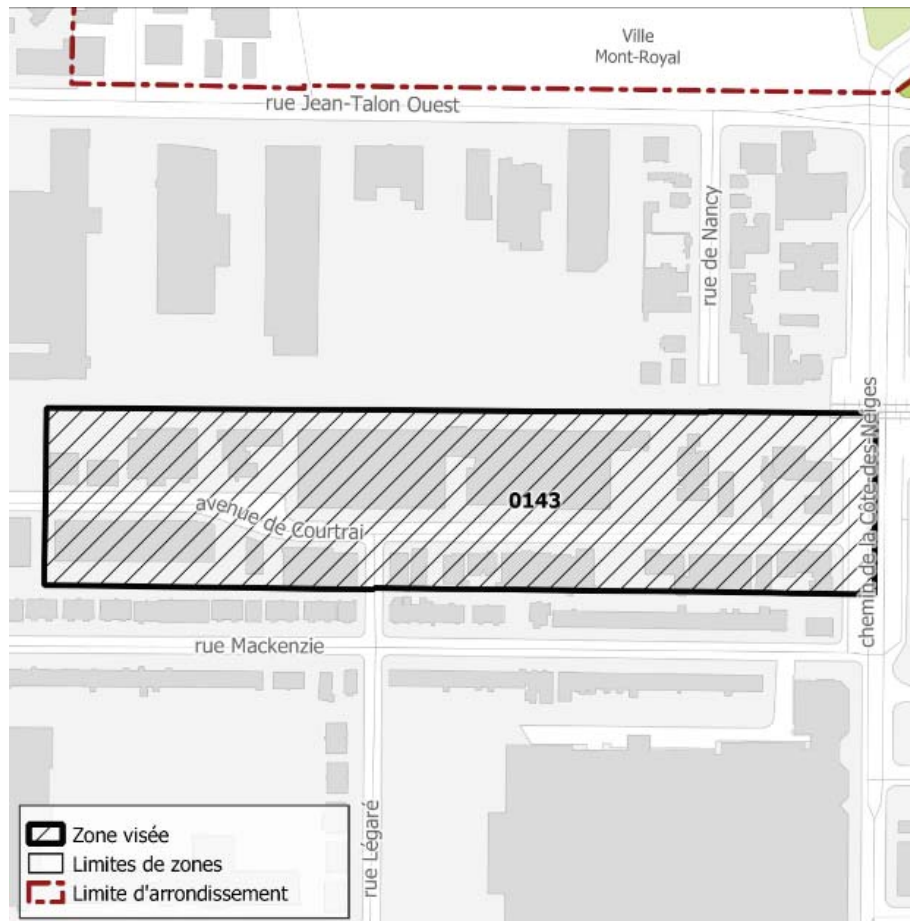 Ville
Mont-Royal
rue Jean-Talon Ouest
rue de Nancy
chemin de la Côte-des-Neiges
0143
avenue de Courtrai
rue Mackenzie
rue Légaré
Zone visée
Limites de zones
Limite d'arrondissement